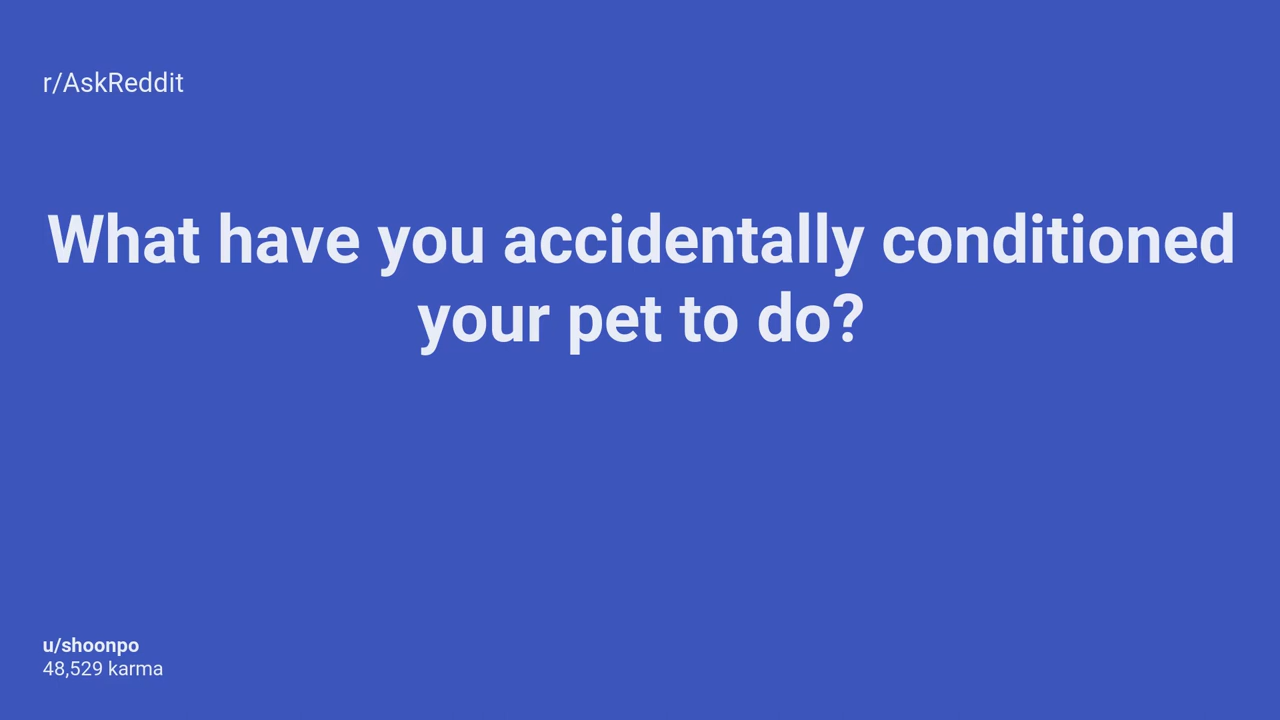 r/AskReddit
What have you accidentally conditioned
your pet to do?
u/shoonpo
48,529 karma